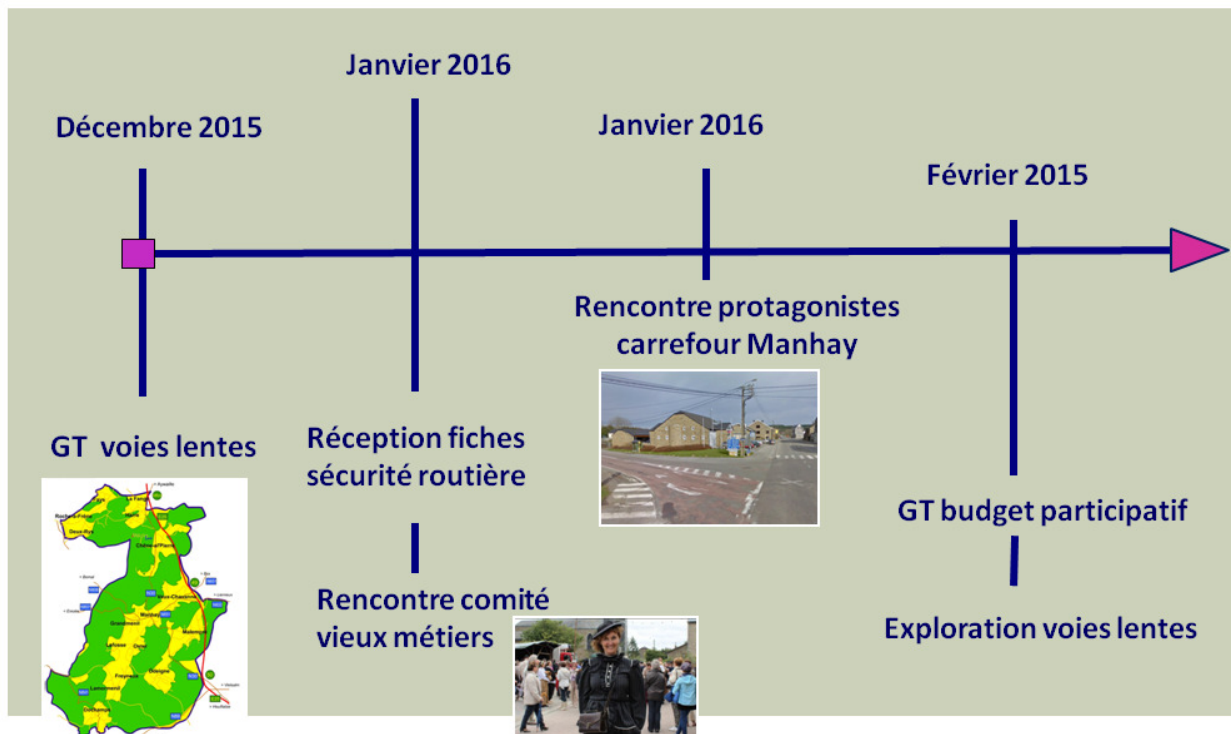 Janvier 2016
Décembre 2015
Janvier 2016
Février 2015
Rencontre protagonistes
carrefour Manhay
GT voies lentes
Réception fiches
sécurité routière
GT budget participatif
Rencontre comité
vieux métiers
Exploration voies lentes